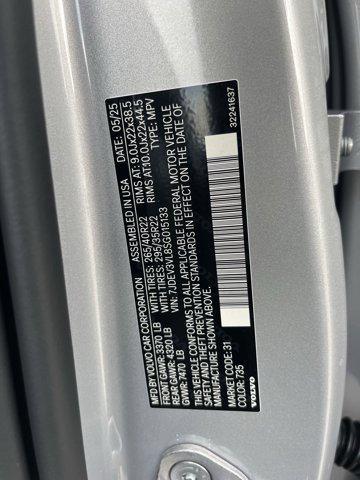 MFD BY VOLVO CAR CORPORATION ASSEMBLED IN USA DATE: 05/25
FRONT GAWR: 3370 LB WITH TIRES: 265/40R22 RIMS AT: 9.0Jx22x38.5
REAR GAWR: 4320 LB WITH TIRES: 295/35R22 RIMS AT: 10.0Jx22x44.5
GVWR: 7470 LB VIN: 7JDEV3VL8SG015133 TYPE: MPV
THIS VEHICLE CONFORMS TO ALL APPLICABLE FEDERAL MOTOR VEHICLE
SAFETY AND THEFT PREVENTION STANDARDS IN EFFECT ON THE DATE OF
MANUFACTURE SHOWN ABOVE.
MARKET CODE: 31
COLOR: 735
VOLVO
32241637